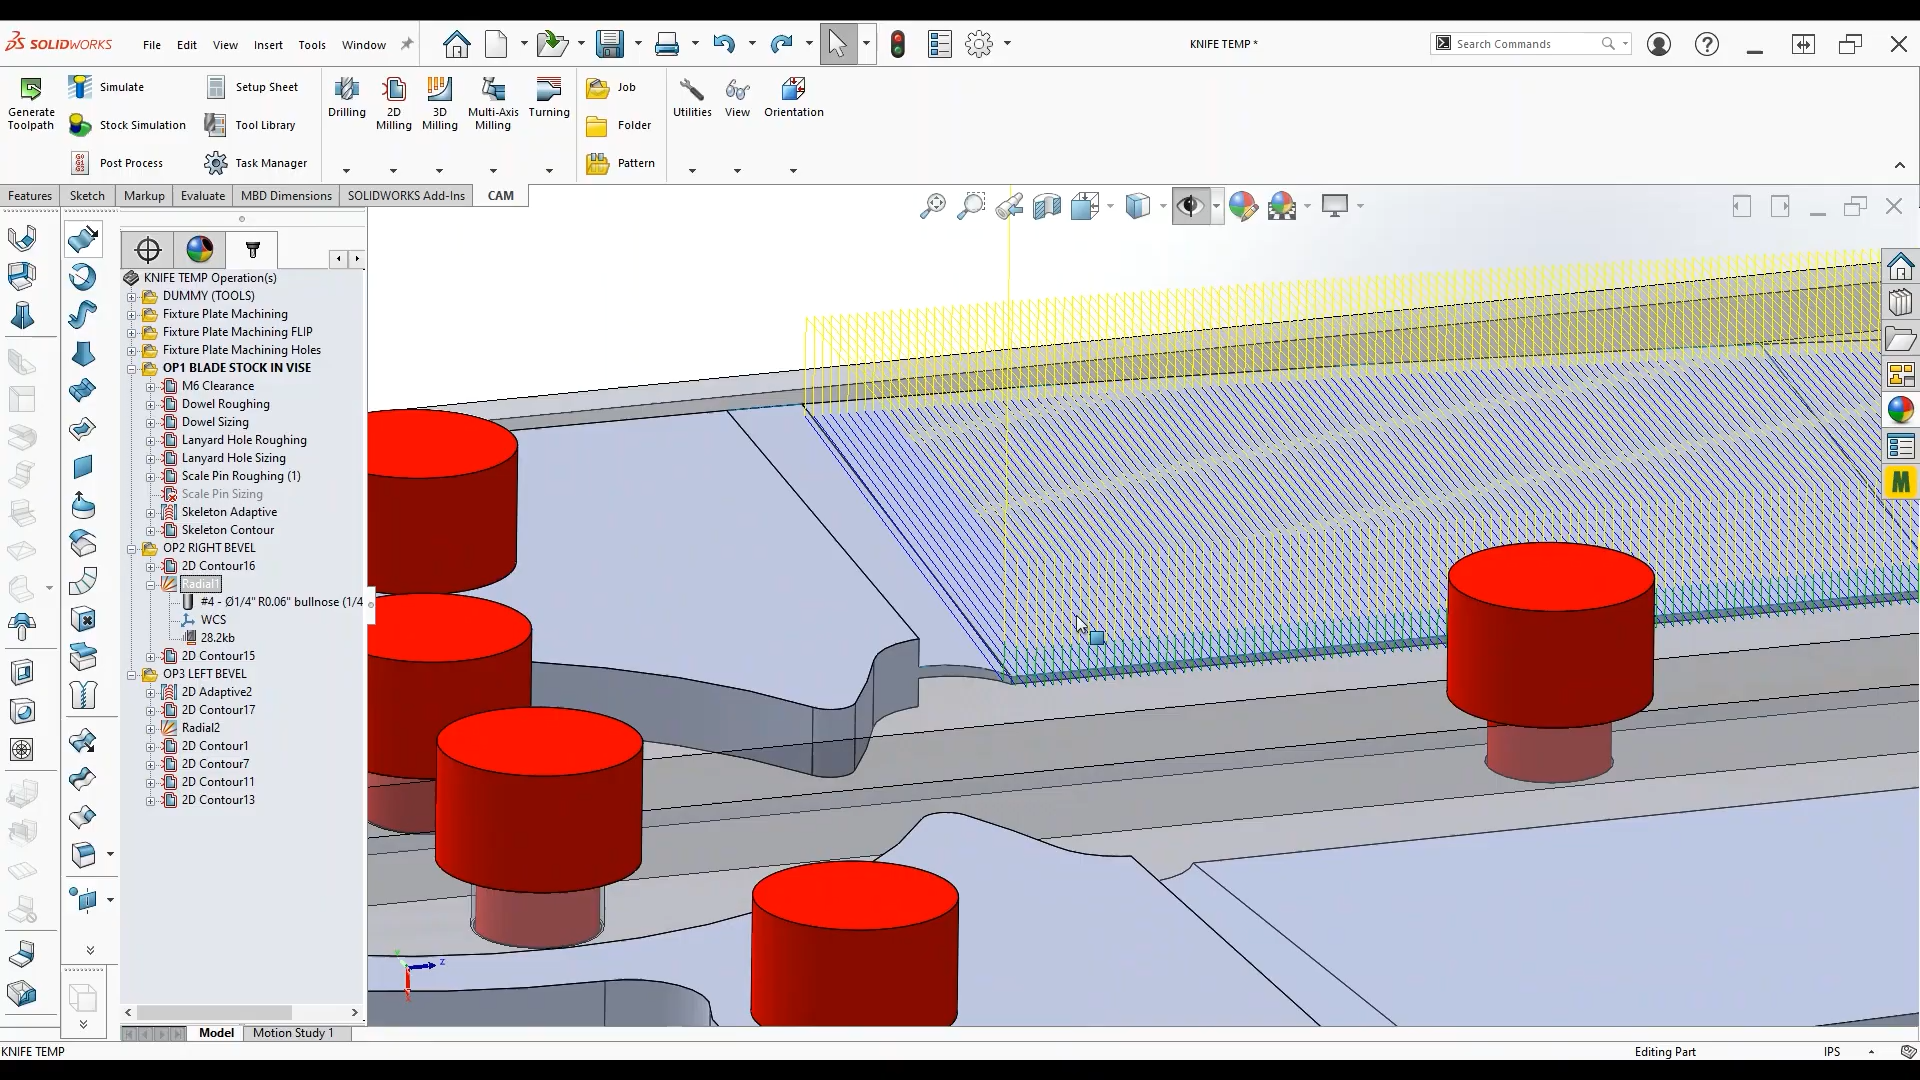 SOLIDWORKS
File
Edit
View
Insert
Tools
Window
KNIFE TEMP *
Search Commands
Generate
Toolpath
Simulate
Stock Simulation
Post Process
Setup Sheet
Tool Library
Task Manager
Drilling
2D
Milling
3D
Milling
Multi-Axis
Milling
Turning
Job
Folder
Pattern
Utilities
View
Orientation
Features
Sketch
Markup
Evaluate
MBD Dimensions
SOLIDWORKS Add-Ins
CAM
KNIFE TEMP Operation(s)
DUMMY (TOOLS)
Fixture Plate Machining
Fixture Plate Machining FLIP
Fixture Plate Machining Holes
OP1 BLADE STOCK IN VISE
M6 Clearance
Dowel Roughing
Dowel Sizing
Lanyard Hole Roughing
Lanyard Hole Sizing
Scale Pin Roughing (1)
Scale Pin Sizing
Skeleton Adaptive
Skeleton Contour
OP2 RIGHT BEVEL
2D Contour16
Radial1
#4 - Ø1/4" R0.06" bullnose (1/4
WCS
28.2kb
2D Contour15
OP3 LEFT BEVEL
2D Adaptive2
2D Contour17
Radial2
2D Contour1
2D Contour7
2D Contour11
2D Contour13
Z
M
Model
Motion Study 1
KNIFE TEMP
Editing Part
IPS